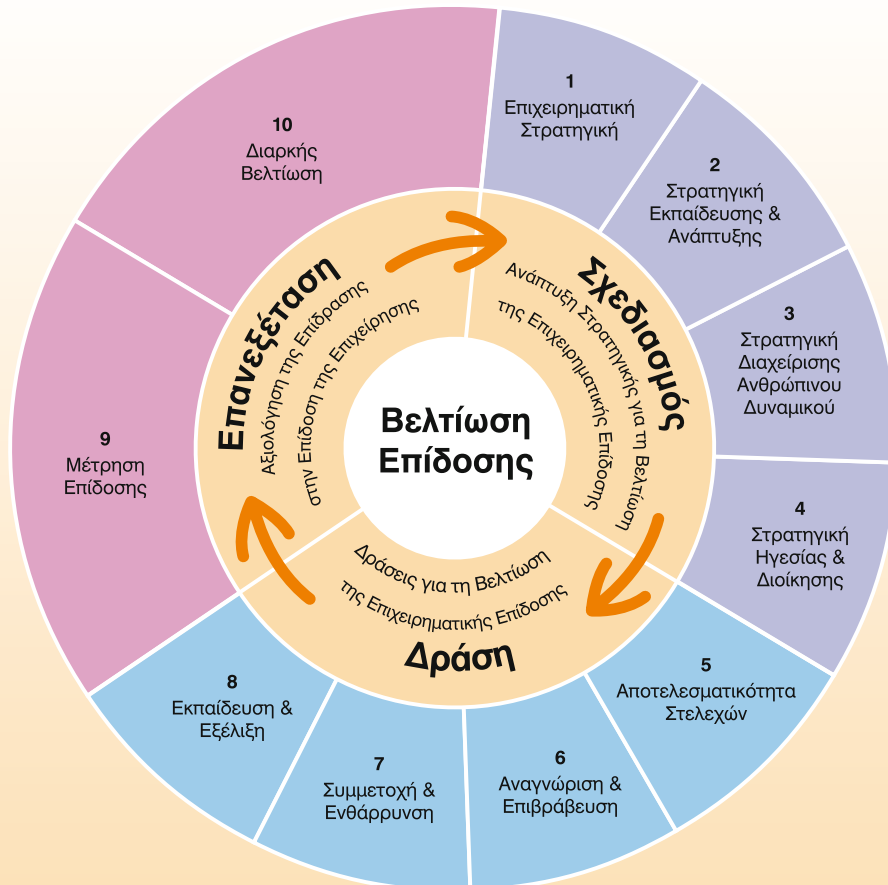 1
Επιχειρηματική
Στρατηγική
2
Στρατηγική
Εκπαίδευσης &
Ανάπτυξης
3
Στρατηγική
Διαχείρισης
Ανθρώπινου
Δυναμικού
4
Στρατηγική
Ηγεσίας &
Διοίκησης
5
Αποτελεσματικότητα
Στελεχών
6
Αναγνώριση &
Επιβράβευση
7
Συμμετοχή &
Ενθάρρυνση
8
Εκπαίδευση &
Εξέλιξη
9
Μέτρηση
Επίδοσης
10
Διαρκής
Βελτίωση
Σχεδιασμός
Ανάπτυξη Στρατηγικής για τη Βελτίωση
της Επιχειρηματικής Επίδοσης
Δράσεις για τη Βελτίωση
της Επιχειρηματικής Επίδοσης
Δράση
Επανεξέταση
Αξιολόγηση της Επίδρασης
στην Επίδοση της Επιχείρησης
Βελτίωση
Επίδοσης